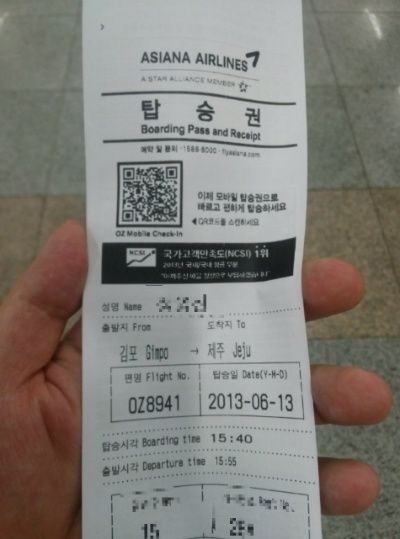 ASIANA AIRLINES
A STAR ALLIANCE MEMBER
탑 승 권
Boarding Pass and Receipt
예약 및 문의 · 1588-8000 · flyasiana.com
이제 모바일 탑승권으로
빠르고 편하게 탑승하세요
◀QR코드를 스캔하세요
OZ Mobile Check-In
NCSI 국가고객만족도(NCSI) 1위
성명 Name
출발지 From 도착지 To
김포 Gimpo → 제주 Jeju
편명 Flight No. 탑승일 Date(Y-M-D)
OZ8941 2013-06-13
탑승시각 Boarding time 15:40
출발시각 Departure time 15:55
15